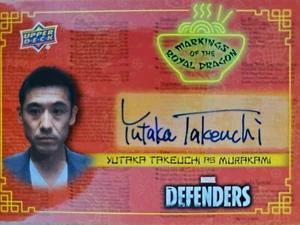 UPPER DECK
MARKINGS
OF THE
ROYAL DRAGON
Yutaka Takeuchi
YUTAKA TAKEUCHI AS MURAKAMI
MARVEL
DEFENDERS